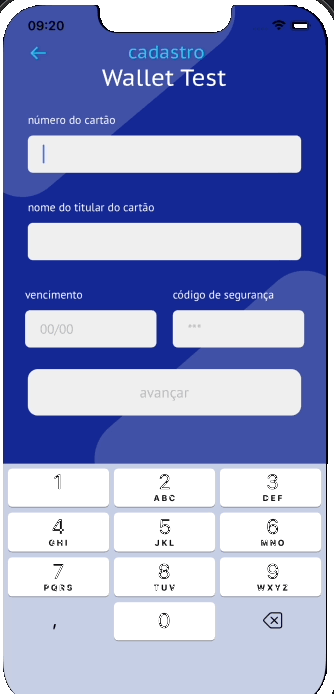 09:20
cadastro
Wallet Test
número do cartão
nome do titular do cartão
vencimento código de segurança
00/00 ***
avançar
1 2 3
ABC DEF
4 5 6
GHI JKL MNO
7 8 9
PQRS TUV WXYZ
, 0